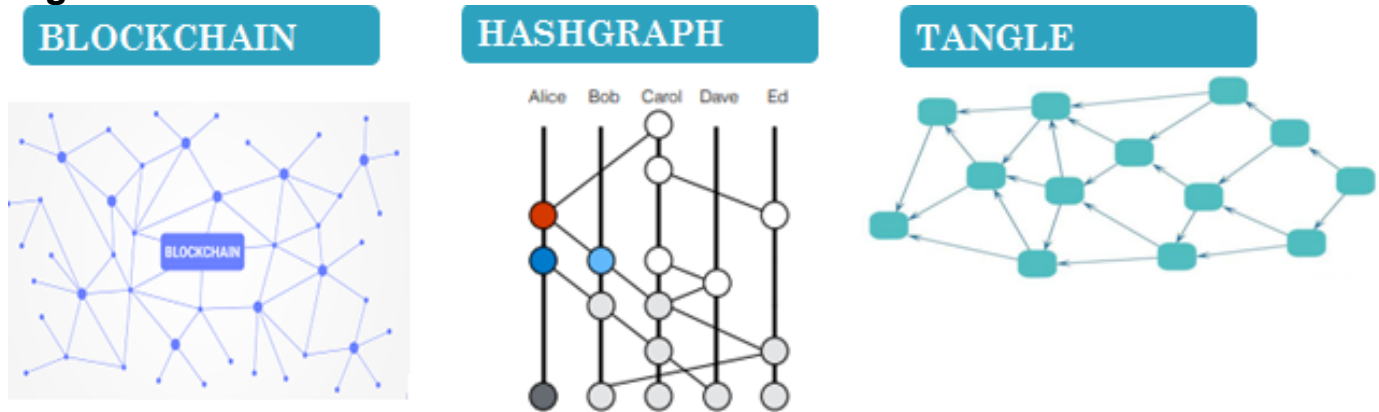 BLOCKCHAIN
HASHGRAPH
TANGLE
Alice Bob Carol Dave Ed
BLOCKCHAIN